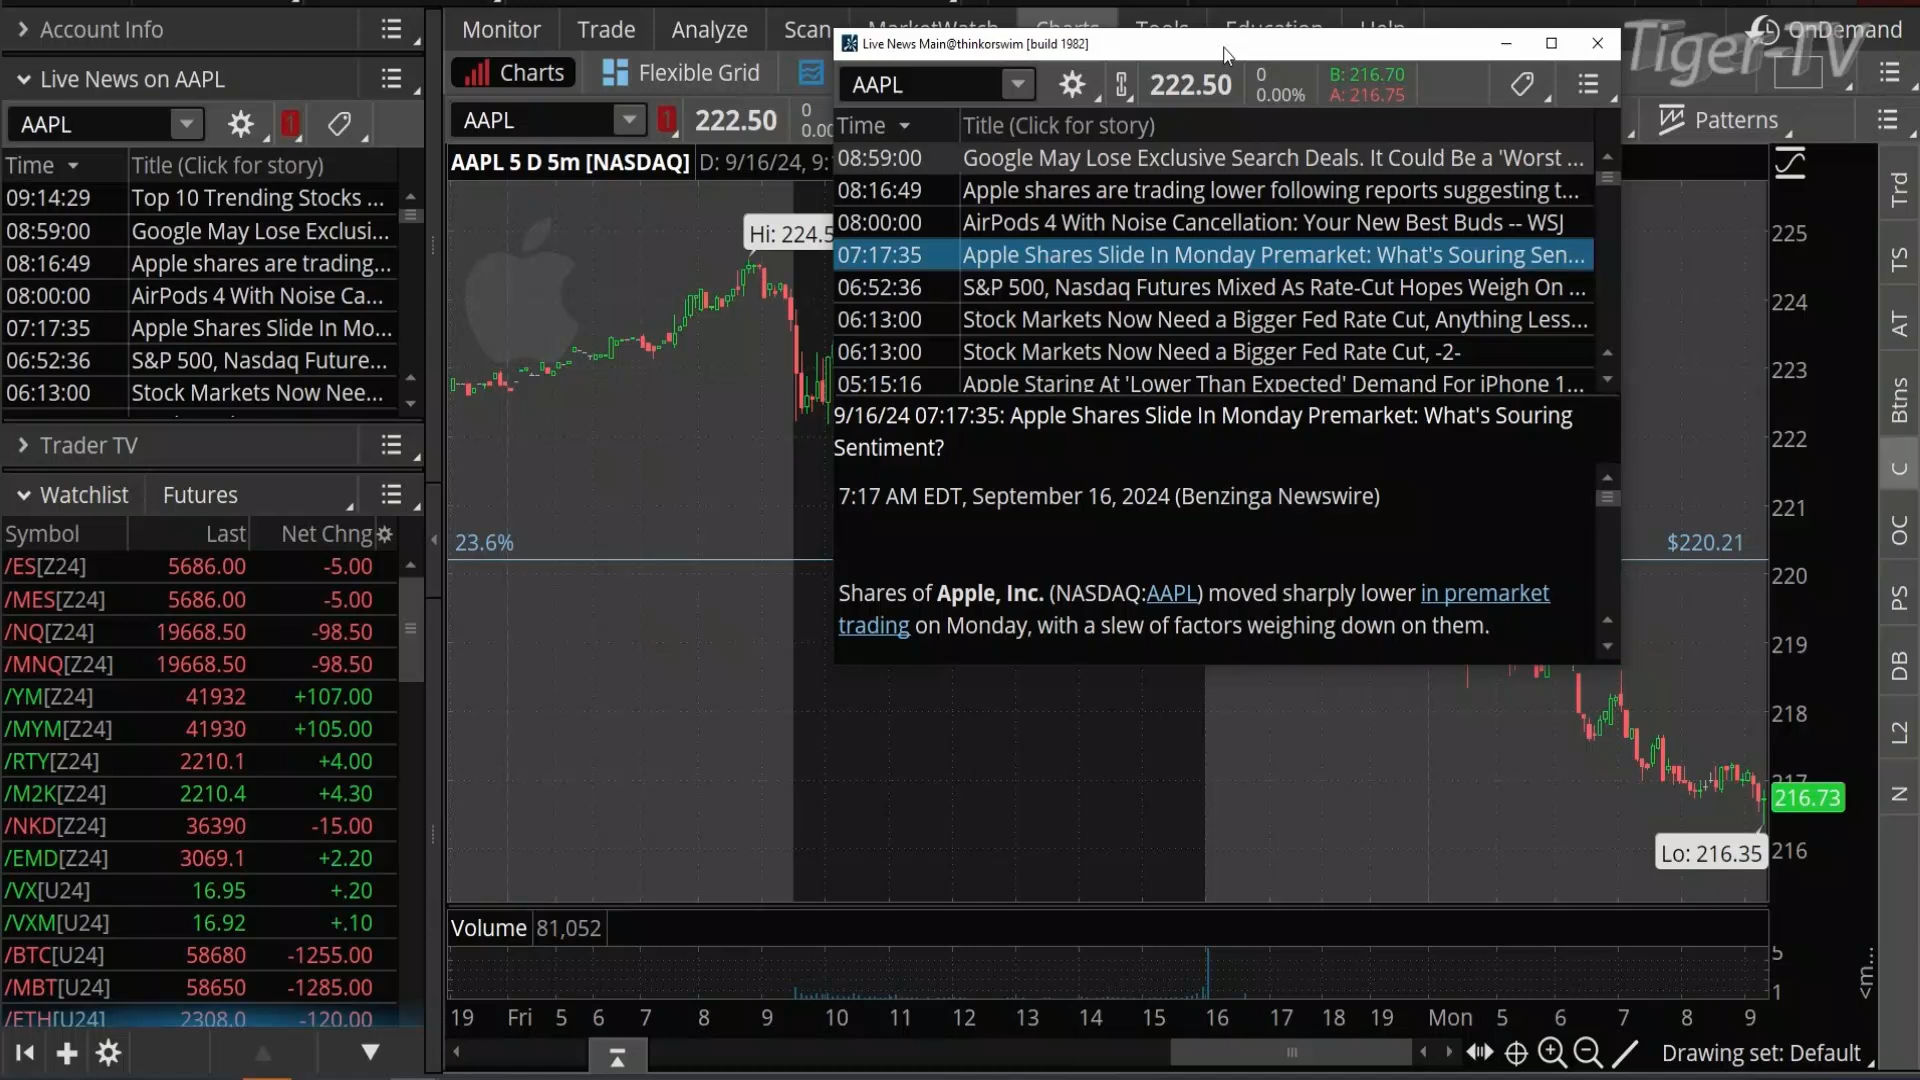 Account Info
Live News on AAPL
AAPL
1
Time
Title (Click for story)
09:14:29 Top 10 Trending Stocks ...
08:59:00 Google May Lose Exclusi...
08:16:49 Apple shares are trading...
08:00:00 AirPods 4 With Noise Ca...
07:17:35 Apple Shares Slide In Mo...
06:52:36 S&P 500, Nasdaq Future...
06:13:00 Stock Markets Now Nee...
Trader TV
Watchlist Futures
Symbol Last Net Chng
/ES[Z24] 5686.00 -5.00
/MES[Z24] 5686.00 -5.00
/NQ[Z24] 19668.50 -98.50
/MNQ[Z24] 19668.50 -98.50
/YM[Z24] 41932 +107.00
/MYM[Z24] 41930 +105.00
/RTY[Z24] 2210.1 +4.00
/M2K[Z24] 2210.4 +4.30
/NKD[Z24] 36390 -15.00
/EMD[Z24] 3069.1 +2.20
/VX[U24] 16.95 +.20
/VXM[U24] 16.92 +.10
/BTC[U24] 58680 -1255.00
/MBT[U24] 58650 -1285.00
/ETH[U24] 2308.0 -120.00
Monitor Trade Analyze Scan MarketWatch Charts Tools Education Help
OnDemand
Tiger-TV
Charts Flexible Grid
AAPL 1 222.50 0
0.00
Patterns
AAPL 5 D 5m [NASDAQ] D: 9/16/24, 9:
Live News Main@thinkorswim [build 1982]
AAPL 222.50 0 B: 216.70
0.00% A: 216.75
Time Title (Click for story)
08:59:00 Google May Lose Exclusive Search Deals. It Could Be a 'Worst ...
08:16:49 Apple shares are trading lower following reports suggesting t...
08:00:00 AirPods 4 With Noise Cancellation: Your New Best Buds -- WSJ
07:17:35 Apple Shares Slide In Monday Premarket: What's Souring Sen...
06:52:36 S&P 500, Nasdaq Futures Mixed As Rate-Cut Hopes Weigh On ...
06:13:00 Stock Markets Now Need a Bigger Fed Rate Cut, Anything Less...
06:13:00 Stock Markets Now Need a Bigger Fed Rate Cut, -2-
05:15:16 Apple Staring At 'Lower Than Expected' Demand For iPhone 1...
9/16/24 07:17:35: Apple Shares Slide In Monday Premarket: What's Souring
Sentiment?
7:17 AM EDT, September 16, 2024 (Benzinga Newswire)
Shares of Apple, Inc. (NASDAQ:AAPL) moved sharply lower in premarket
trading on Monday, with a slew of factors weighing down on them.
Hi: 224.5
23.6%
$220.21
225
224
223
222
221
220
219
218
217
216.73
216
Lo: 216.35
Volume 81,052
5
1
<m...
19 Fri 5 6 7 8 9 10 11 12 13 14 15 16 17 18 19 Mon 5 6 7 8 9
Drawing set: Default
Trd
TS
AT
Btns
C
OC
PS
DB
L2
N